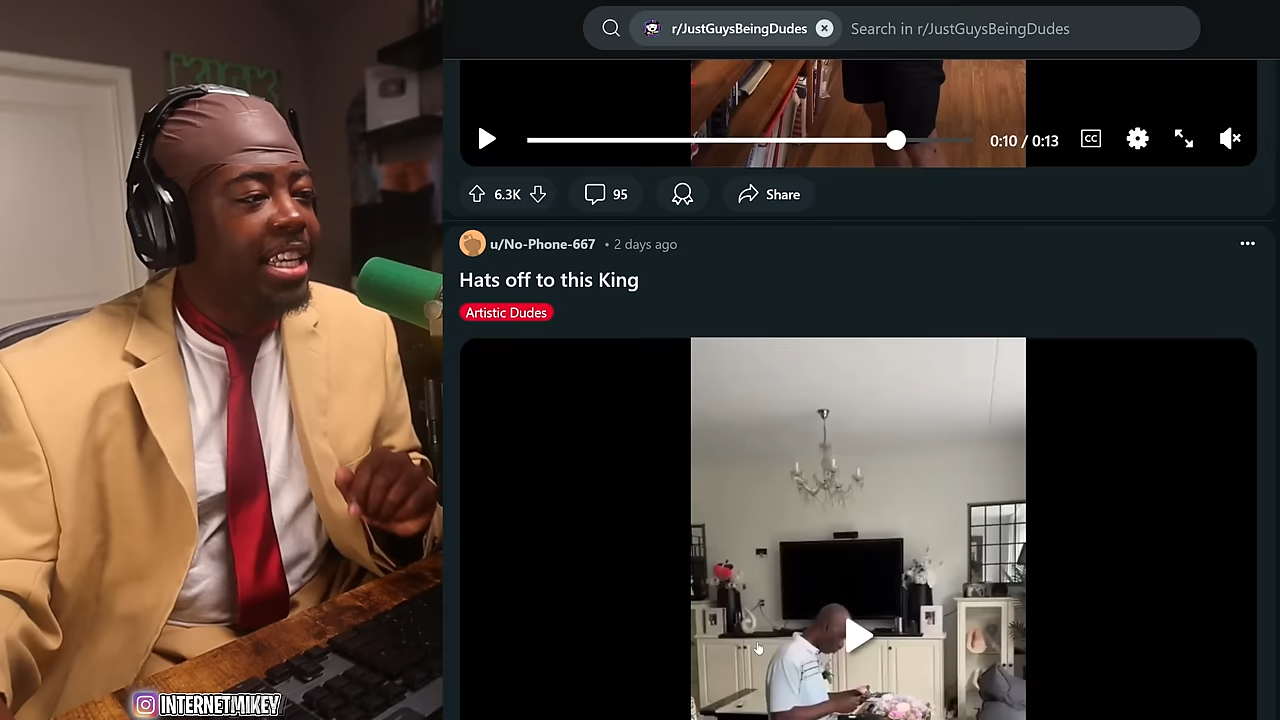 r/JustGuysBeingDudes
Search in r/JustGuysBeingDudes
0:10 / 0:13
CC
6.3K
95
Share
u/No-Phone-667 • 2 days ago
Hats off to this King
Artistic Dudes
INTERNETMIKEY